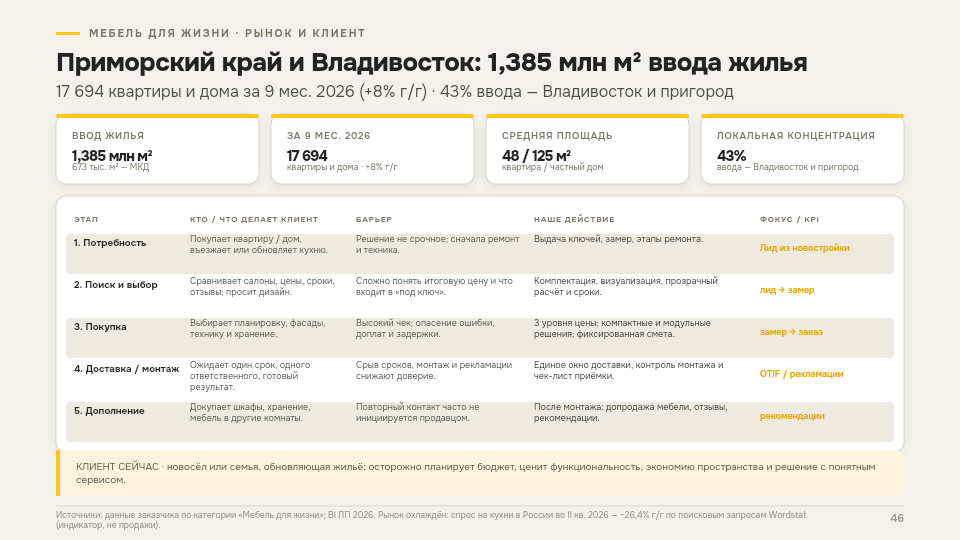 МЕБЕЛЬ ДЛЯ ЖИЗНИ · РЫНОК И КЛИЕНТ
Приморский край и Владивосток: 1,385 млн м² ввода жилья
17 694 квартиры и дома за 9 мес. 2026 (+8% г/г) · 43% ввода — Владивосток и пригород
ВВОД ЖИЛЬЯ
1,385 млн м²
673 тыс. м² — МКД
ЗА 9 МЕС. 2026
17 694
квартиры и дома · +8% г/г
СРЕДНЯЯ ПЛОЩАДЬ
48 / 125 м²
квартира / частный дом
ЛОКАЛЬНАЯ КОНЦЕНТРАЦИЯ
43%
ввода — Владивосток и пригород
ЭТАП
КТО / ЧТО ДЕЛАЕТ КЛИЕНТ
БАРЬЕР
НАШЕ ДЕЙСТВИЕ
ФОКУС / KPI
1. Потребность
Покупает квартиру / дом,
въезжает или обновляет кухню.
Решение не срочное; сначала ремонт
и техника.
Выдача ключей, замер, этапы ремонта.
Лид из новостройки
2. Поиск и выбор
Сравнивает салоны, цены, сроки,
отзывы; просит дизайн.
Сложно понять итоговую цену и что
входит в «под ключ».
Комплектация, визуализация, прозрачный
расчёт и сроки.
лид → замер
3. Покупка
Выбирает планировку, фасады,
технику и хранение.
Высокий чек; опасение ошибки,
доплат и задержки.
3 уровня цены; компактные и модульные
решения; фиксированная смета.
замер → заказ
4. Доставка / монтаж
Ожидает один срок, одного
ответственного, готовый
результат.
Срыв сроков, монтаж и рекламации
снижают доверие.
Единое окно доставки, контроль монтажа и
чек-лист приёмки.
OTIF / рекламации
5. Дополнение
Докупает шкафы, хранение,
мебель в другие комнаты.
Повторный контакт часто не
инициируется продавцом.
После монтажа: допродажа мебели, отзывы,
рекомендации.
рекомендации
КЛИЕНТ СЕЙЧАС · новосёл или семья, обновляющая жильё: осторожно планирует бюджет, ценит функциональность, экономию пространства и решение с понятным
сервисом.
Источники: данные заказчика по категории «Мебель для жизни»; BI ЛП 2026. Рынок охлаждён: спрос на кухни в России во II кв. 2026 — −26,4% г/г по поисковым запросам Wordstat
(индикатор, не продажи).
46